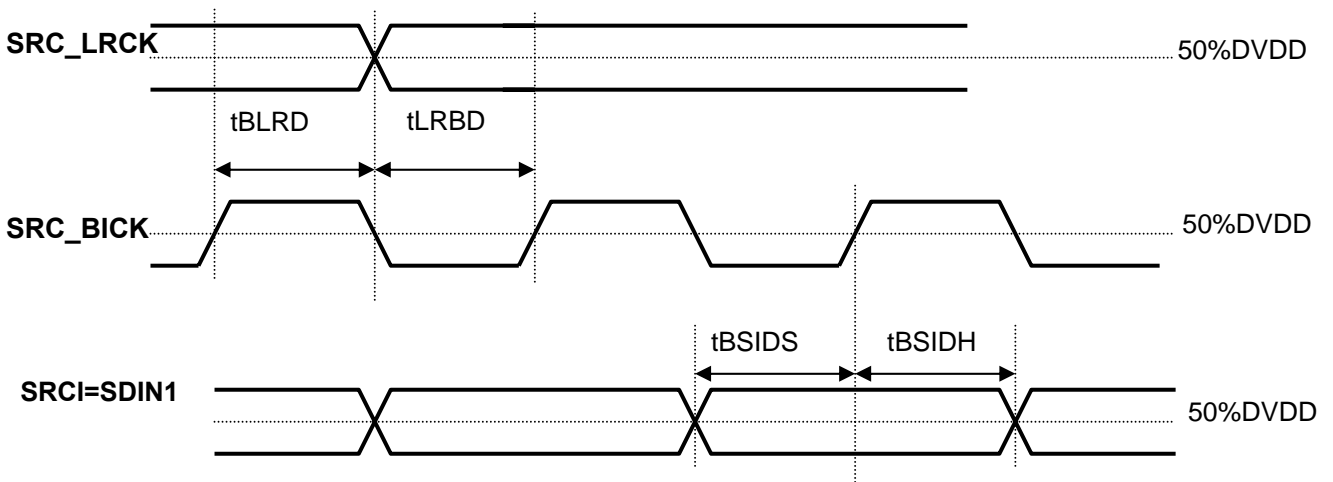 SRC_LRCK
50%DVDD
tBLRD
tLRBD
SRC_BICK
50%DVDD
tBSIDS
tBSIDH
SRCI=SDIN1
50%DVDD